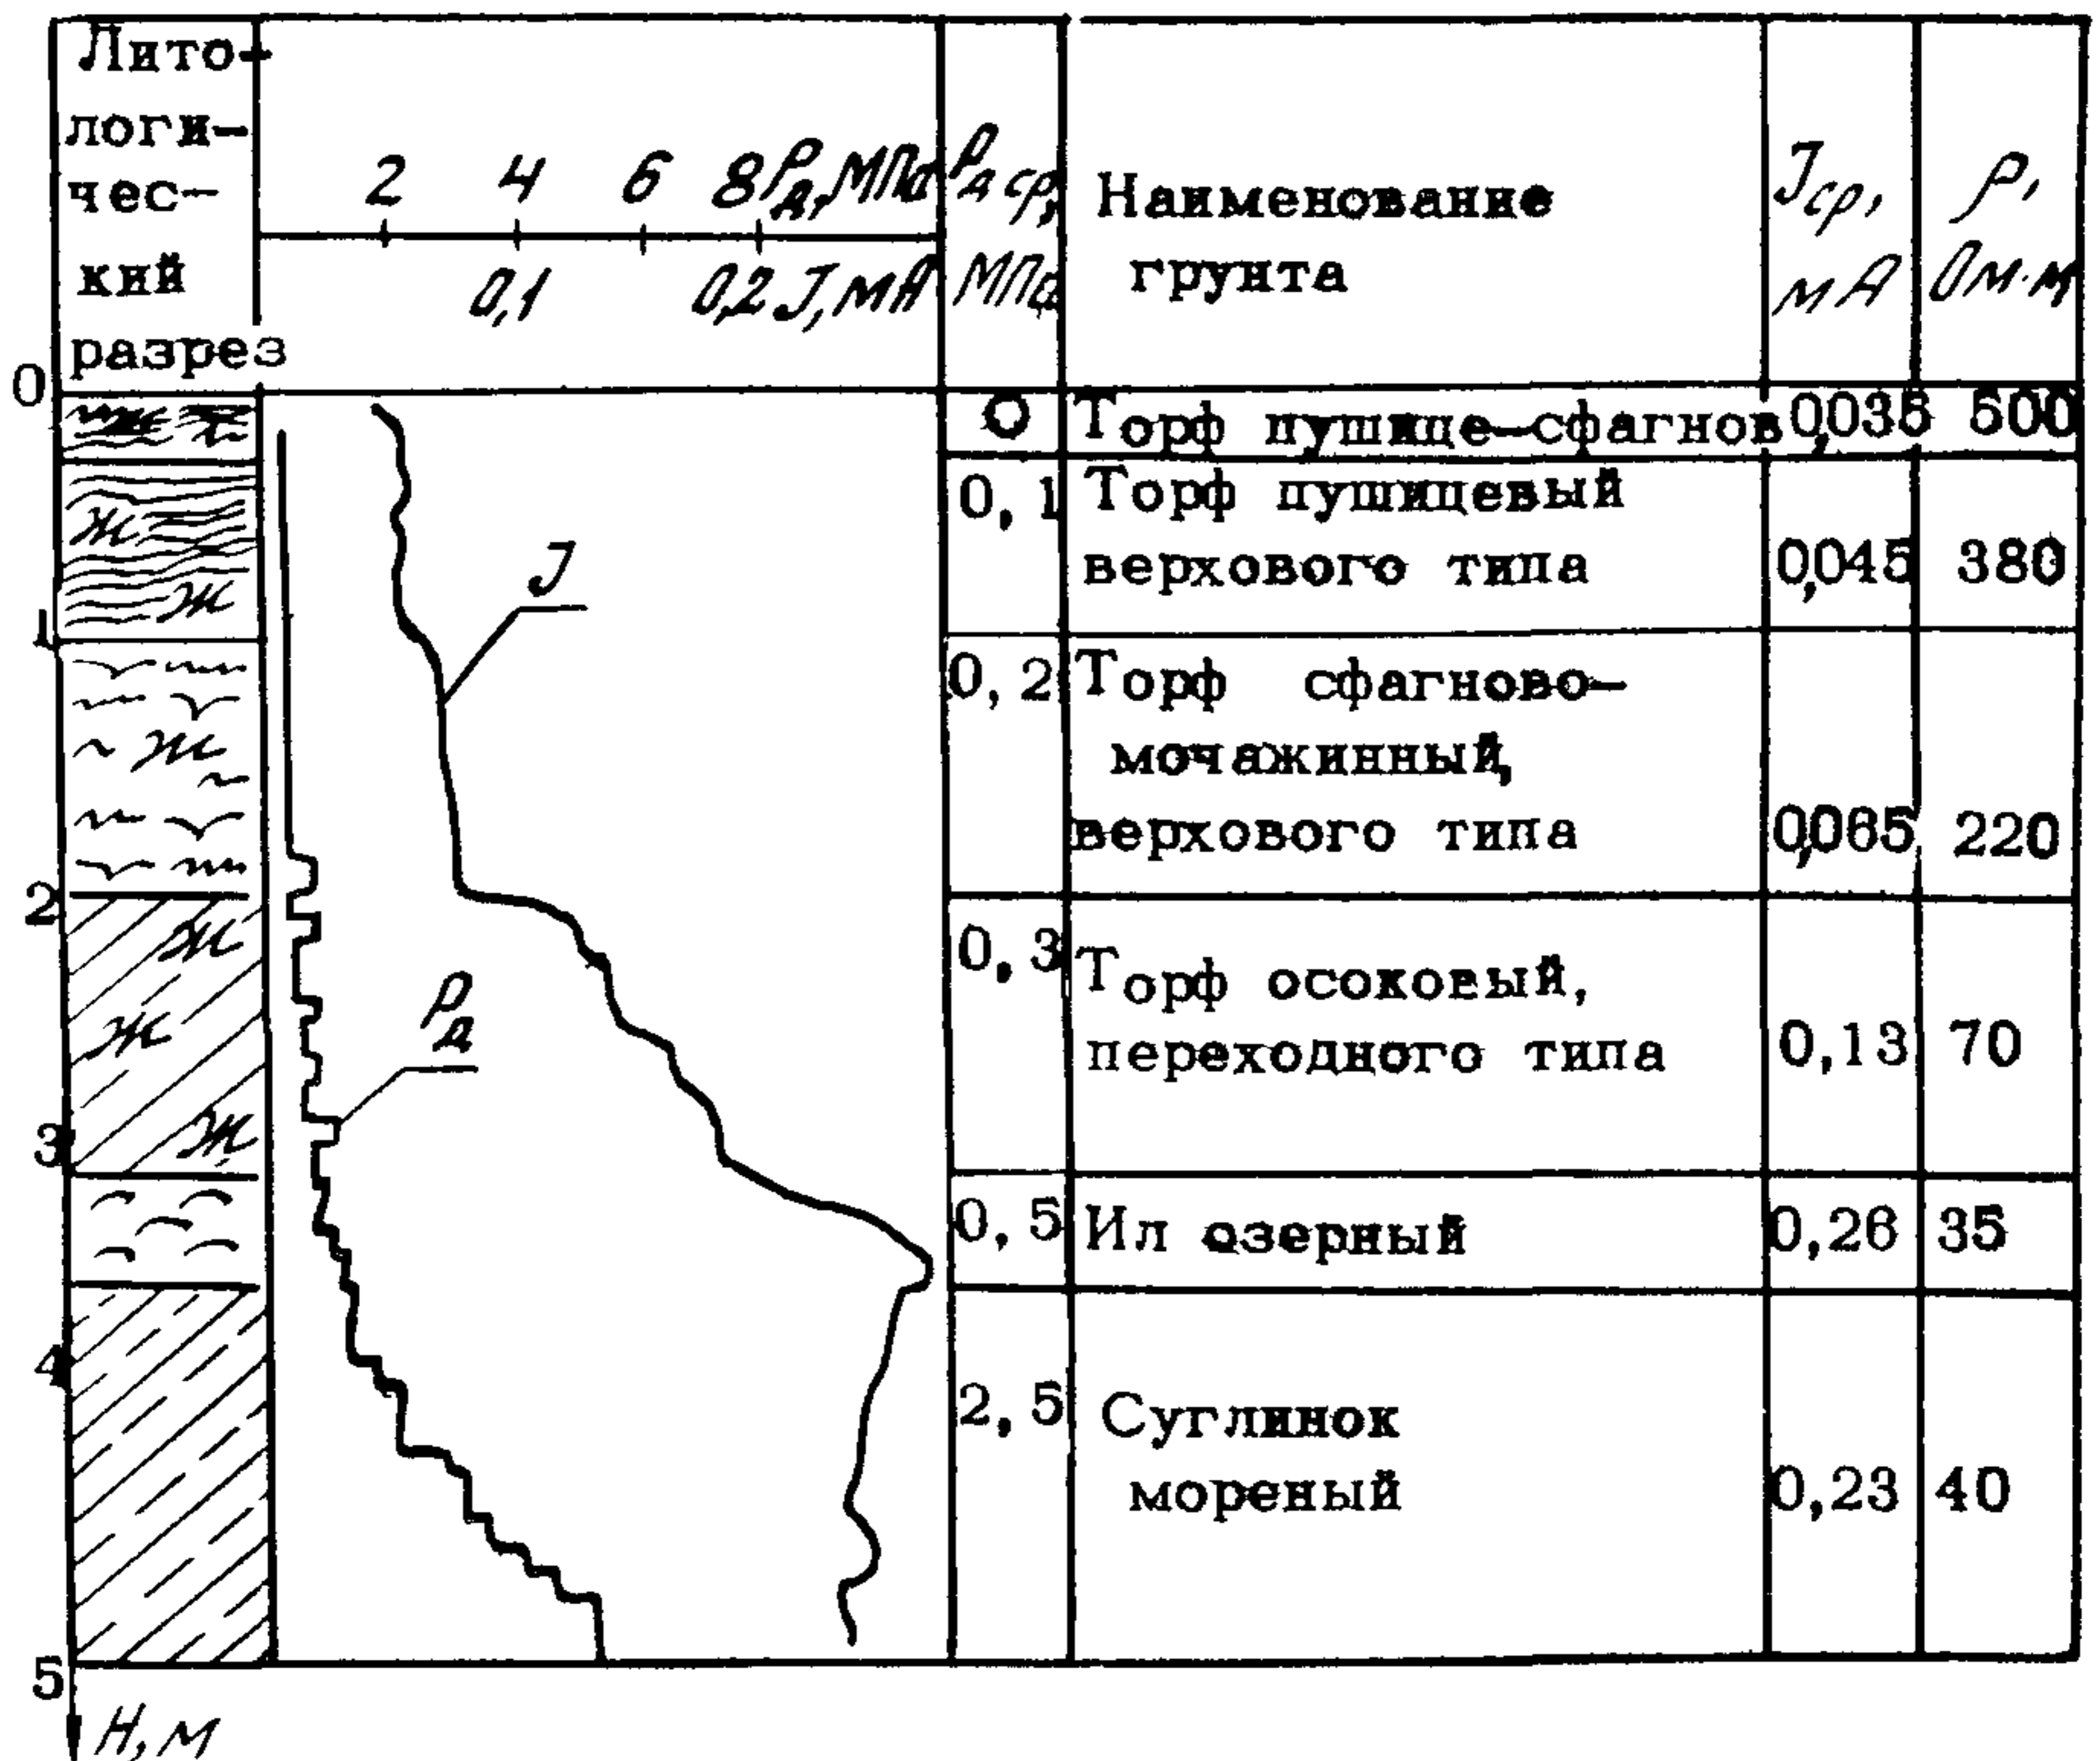 Лито-
логи-
чес-
кий
разрез
2 4 6 8 Рд, МПа
0,1 0,2 J, мА
Рд ср,
МПа
Наименование
грунта
Jср,
мА
ρ,
Ом·м
0
0 Торф пушице-сфагнов 0,035 500
0,1 Торф пушицевый
верхового типа 0,045 380
J
1
0,2 Торф сфагново-
мочажинный,
верхового типа 0,065 220
2
0,3 Торф осоковый,
переходного типа 0,13 70
Рд
3
0,5 Ил озерный 0,26 35
4
2,5 Суглинок
мореный 0,23 40
5
Н, м